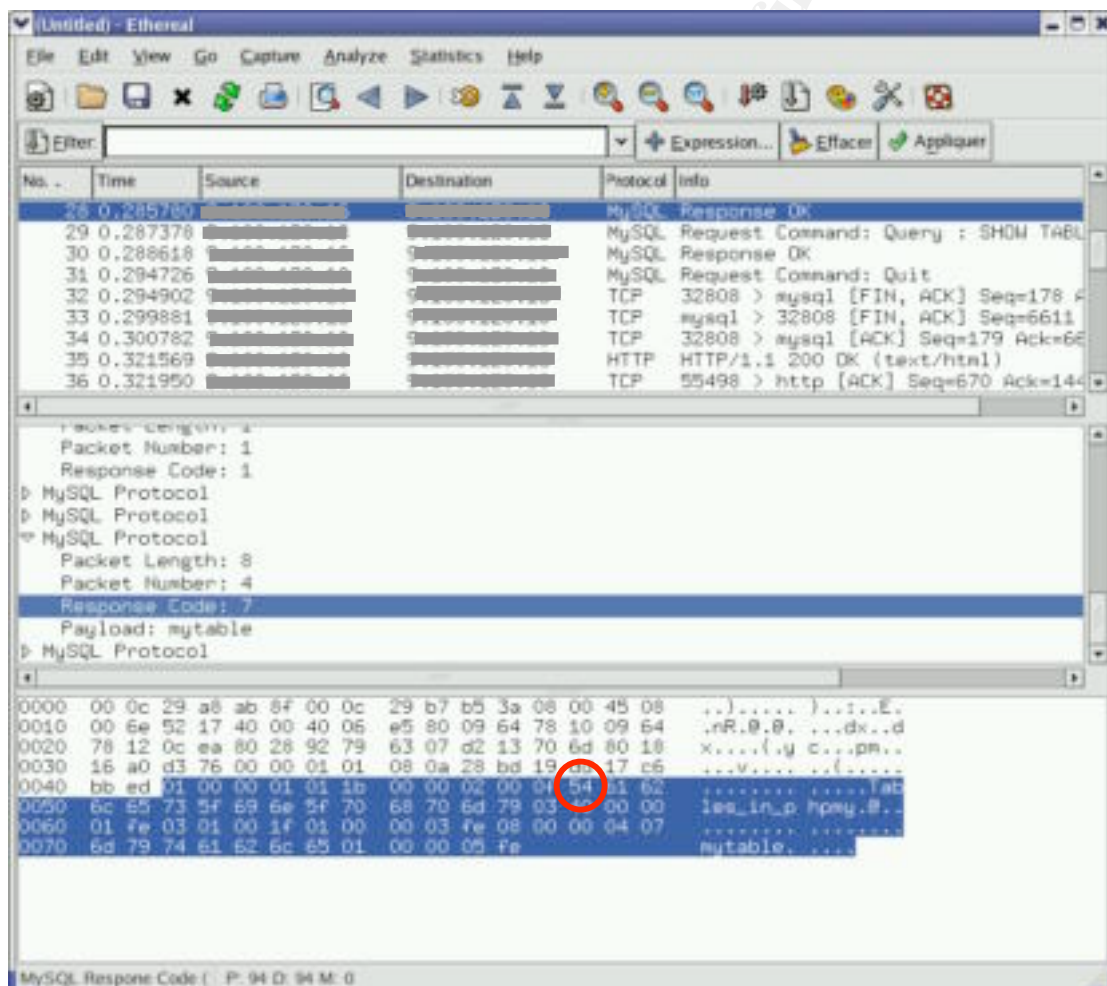 (Untitled) - Ethereal
File Edit View Go Capture Analyze Statistics Help
Filter: Expression... Effacer Appliquer
No. . Time Source Destination Protocol Info
28 0.285780 MySQL Response OK
29 0.287378 MySQL Request Command: Query : SHOW TABL
30 0.288618 MySQL Response OK
31 0.294726 MySQL Request Command: Quit
32 0.294902 TCP 32808 > mysql [FIN, ACK] Seq=178
33 0.299881 TCP mysql > 32808 [FIN, ACK] Seq=6611
34 0.300782 TCP 32808 > mysql [ACK] Seq=179 Ack=66
35 0.321569 HTTP HTTP/1.1 200 OK (text/html)
36 0.321950 TCP 55498 > http [ACK] Seq=670 Ack=144
Packet Length: 1
Packet Number: 1
Response Code: 1
MySQL Protocol
MySQL Protocol
MySQL Protocol
Packet Length: 8
Packet Number: 4
Response Code: 7
Payload: mytable
MySQL Protocol
0000 00 0c 29 a8 ab 8f 00 0c 29 b7 b5 3a 08 00 45 08 ..)..... )..:..E.
0010 00 6e 52 17 40 00 40 06 e5 80 09 64 78 10 09 64 .nR.@.@. ...dx..d
0020 78 12 0c ea 80 28 92 79 63 07 d2 13 70 6d 80 18 x....(.y c...pm..
0030 16 a0 d3 76 00 00 01 01 08 0a 28 bd 19 17 c6 ...v.... ..(.....
0040 bb ed 01 00 00 01 01 1b 00 00 02 00 54 62 ........ .....Tab
0050 6c 65 73 5f 69 6e 5f 70 68 70 6d 79 03 00 00 les_in_p hpmy.@..
0060 01 fe 03 01 00 1f 01 00 00 03 fe 08 00 00 04 07 ........ ........
0070 6d 79 74 61 62 6c 65 01 00 00 05 fe mytable. ....
MySQL Respone Code ( P: 94 D: 94 M: 0